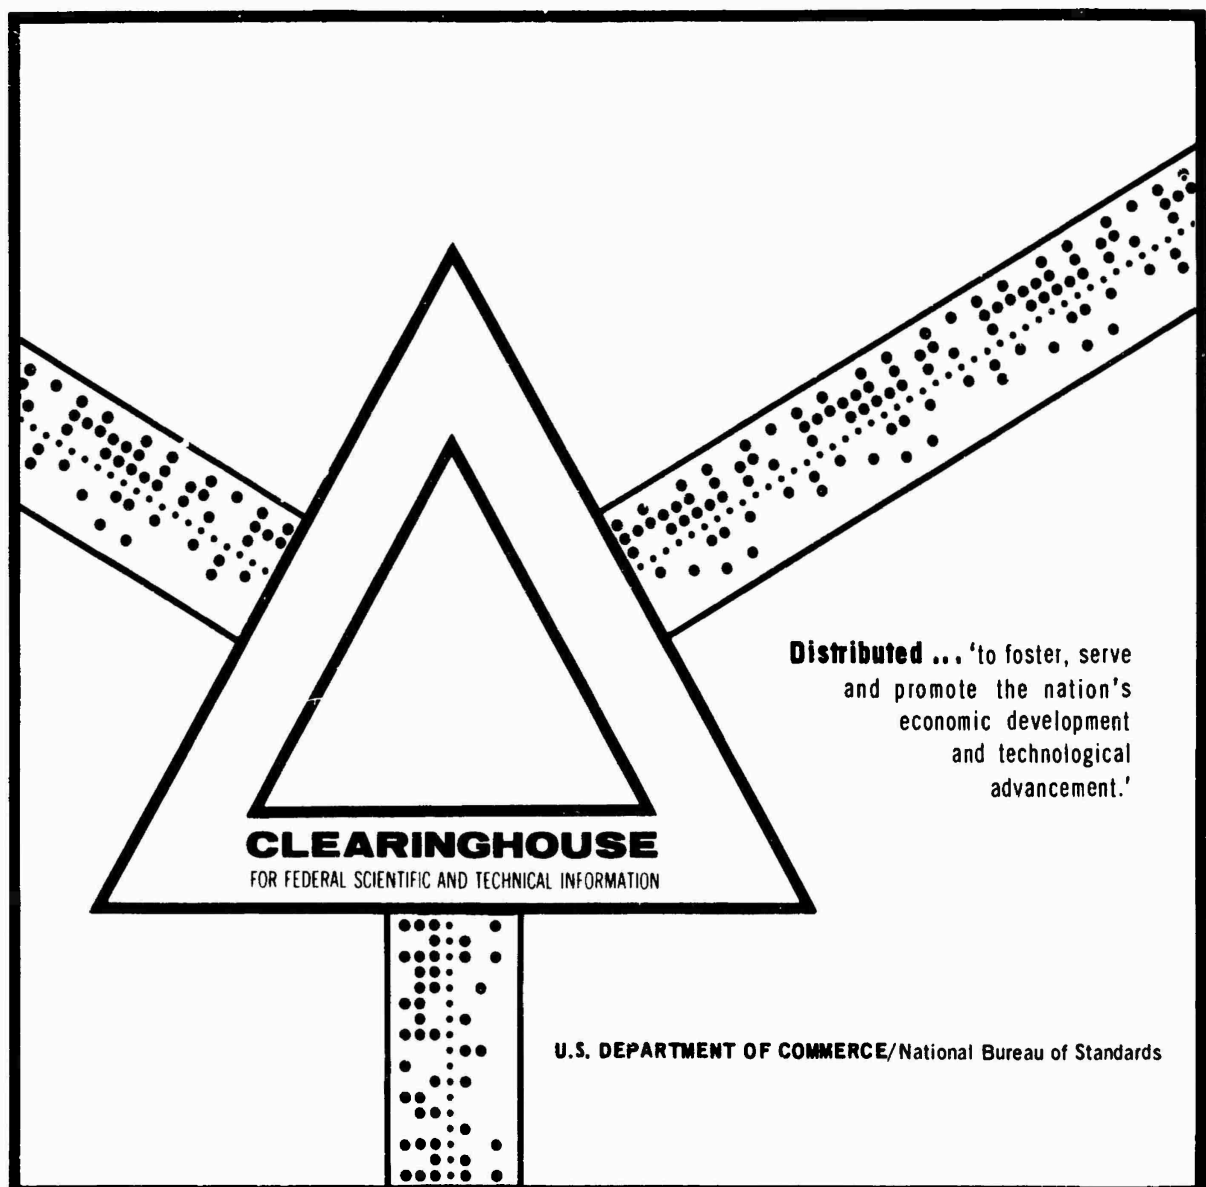 Distributed ... 'to foster, serve
and promote the nation's
economic development
and technological
advancement.'
CLEARINGHOUSE
FOR FEDERAL SCIENTIFIC AND TECHNICAL INFORMATION
U.S. DEPARTMENT OF COMMERCE/National Bureau of Standards